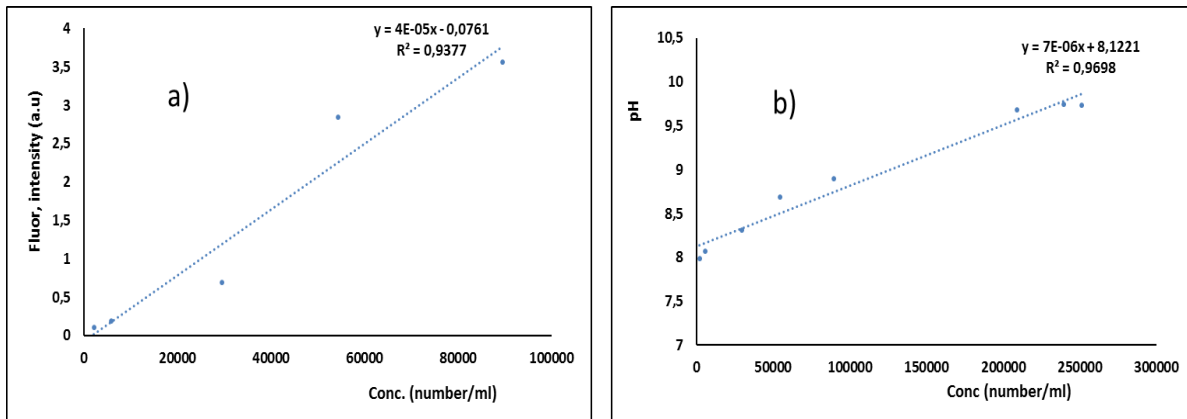 a)
y = 4E-05x - 0,0761
R² = 0,9377
Fluor, intensity (a.u)
4
3,5
3
2,5
2
1,5
1
0,5
0
0 20000 40000 60000 80000 100000
Conc. (number/ml)
b)
y = 7E-06x + 8,1221
R² = 0,9698
pH
10,5
10
9,5
9
8,5
8
7,5
7
0 50000 100000 150000 200000 250000 300000
Conc (number/ml)